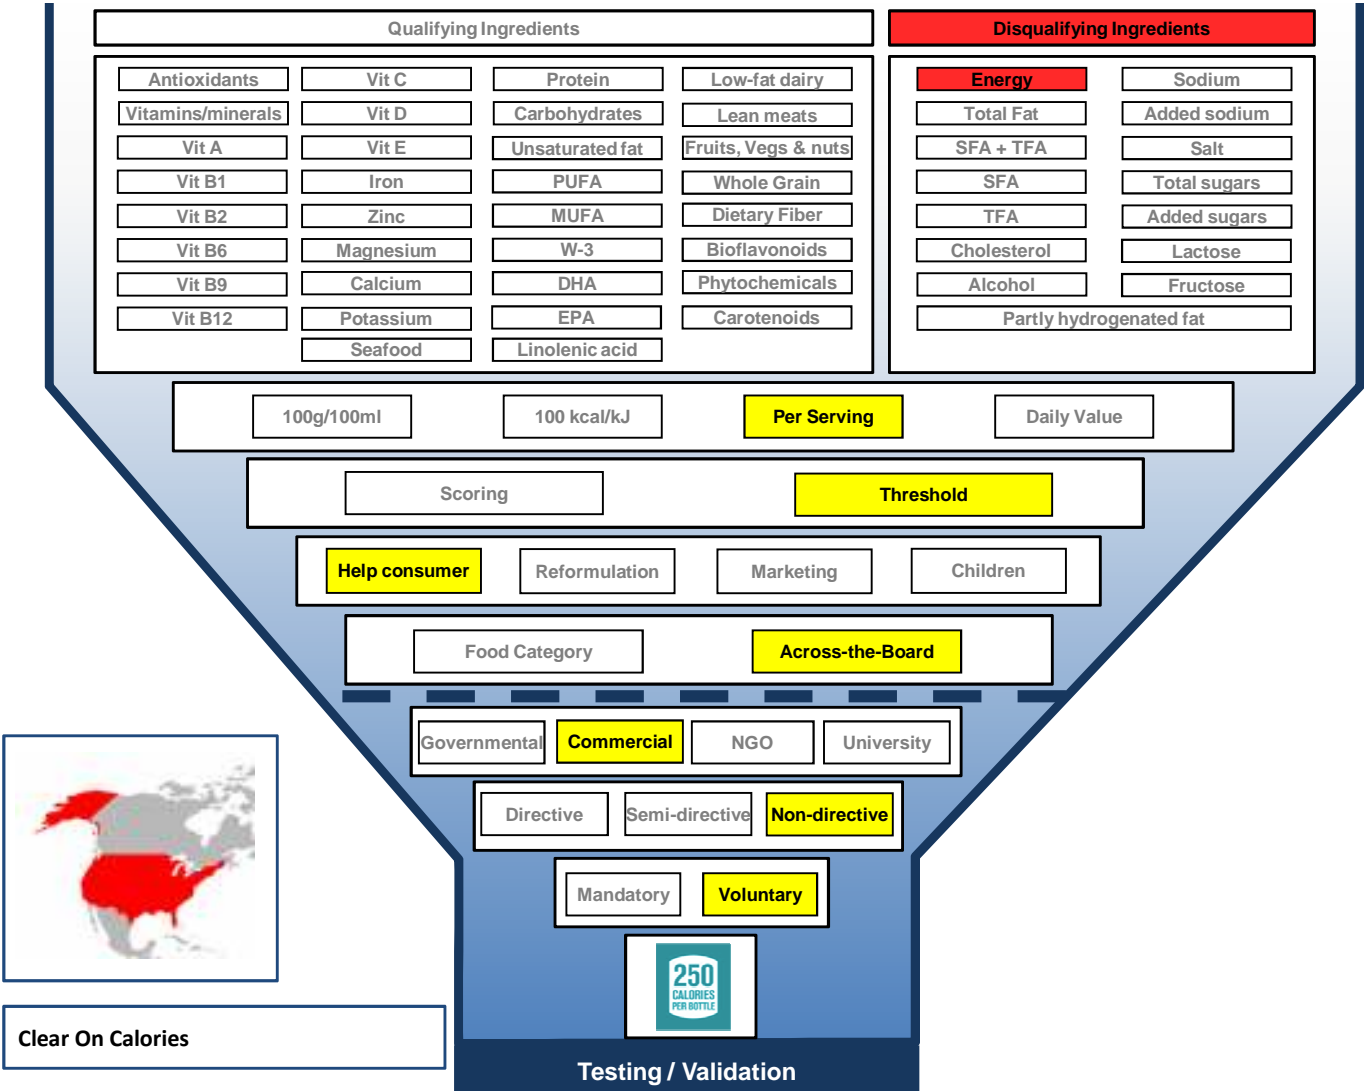 Qualifying Ingredients
Disqualifying Ingredients
Antioxidants Vit C Protein Low-fat dairy
Vitamins/minerals Vit D Carbohydrates Lean meats
Vit A Vit E Unsaturated fat Fruits, Vegs & nuts
Vit B1 Iron PUFA Whole Grain
Vit B2 Zinc MUFA Dietary Fiber
Vit B6 Magnesium W-3 Bioflavonoids
Vit B9 Calcium DHA Phytochemicals
Vit B12 Potassium EPA Carotenoids
Seafood Linolenic acid
Energy Sodium
Total Fat Added sodium
SFA + TFA Salt
SFA Total sugars
TFA Added sugars
Cholesterol Lactose
Alcohol Fructose
Partly hydrogenated fat
100g/100ml 100 kcal/kJ Per Serving Daily Value
Scoring Threshold
Help consumer Reformulation Marketing Children
Food Category Across-the-Board
Governmental Commercial NGO University
Directive Semi-directive Non-directive
Mandatory Voluntary
250
CALORIES
PER BOTTLE
Clear On Calories
Testing / Validation